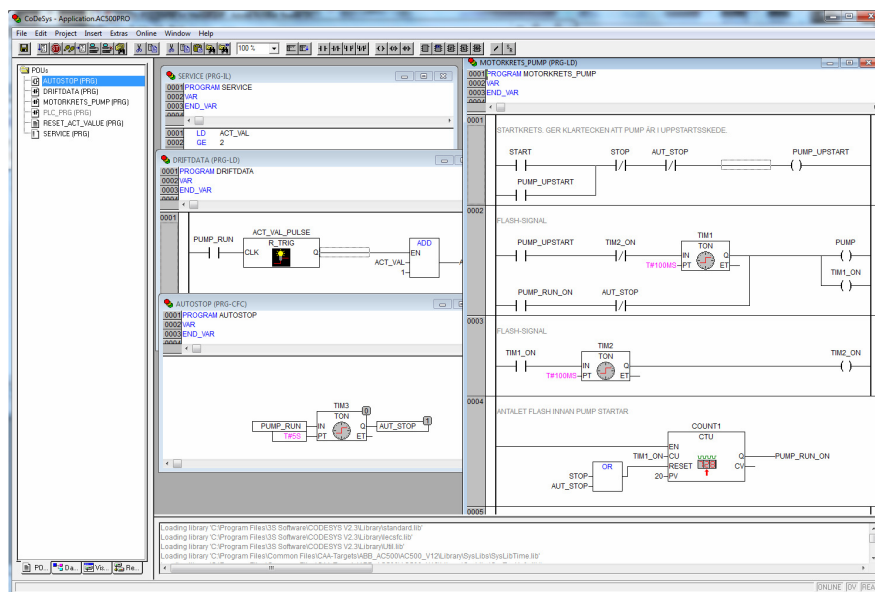 CoDeSys - Application.AC500PRO
File Edit Project Insert Extras Online Window Help
100 %
POUs
AUTOSTOP (PRG)
DRIFTDATA (PRG)
MOTORKRETS_PUMP (PRG)
PLC_PRG (PRG)
RESET_ACT_VALUE (PRG)
SERVICE (PRG)
SERVICE (PRG-IL)
0001 PROGRAM SERVICE
0002 VAR
0003 END_VAR
0004
0001 LD ACT_VAL
0002 GE 2
DRIFTDATA (PRG-LD)
0001 PROGRAM DRIFTDATA
0002 VAR
0003 END_VAR
0004
0001
ACT_VAL_PULSE
PUMP_RUN R_TRIG ADD
CLK Q EN
ACT_VAL
1
AUTOSTOP (PRG-CFC)
0001 PROGRAM AUTOSTOP
0002 VAR
0003 END_VAR
0004
TIM3
TON 0
PUMP_RUN IN Q AUT_STOP 1
T#5S PT ET
MOTORKRETS_PUMP (PRG-LD)
0001 PROGRAM MOTORKRETS_PUMP
0002 VAR
0003 END_VAR
0004
0001
STARTKRETS: GER KLARTECKEN ATT PUMP ÄR I UPPSTARTSSKEDE.
START STOP AUT_STOP PUMP_UPSTART
PUMP_UPSTART
0002
FLASH-SIGNAL
TIM1
PUMP_UPSTART TIM2_ON TON PUMP
IN Q
T#100MS PT ET
TIM1_ON
PUMP_RUN_ON AUT_STOP
0003
FLASH-SIGNAL
TIM2
TIM1_ON TON TIM2_ON
IN Q
T#100MS PT ET
0004
ANTALET FLASH INNAN PUMP STARTAR
COUNT1
CTU
EN
TIM1_ON CU Q PUMP_RUN_ON
OR RESET CV
STOP 20 PV
AUT_STOP
0005
Loading library 'C:\Program Files\3S Software\CODESYS V2.3\Library\standard.lib'
Loading library 'C:\Program Files\3S Software\CODESYS V2.3\Library\Iecsfc.lib'
Loading library 'C:\Program Files\3S Software\CODESYS V2.3\Library\Util.lib'
Loading library 'C:\Program Files\Common Files\CAA-Targets\ABB_AC500\AC500_V12\Library\SysLibs\SysLibTime.lib'
PO... Da... Vis... Re...
ONLINE OV REA